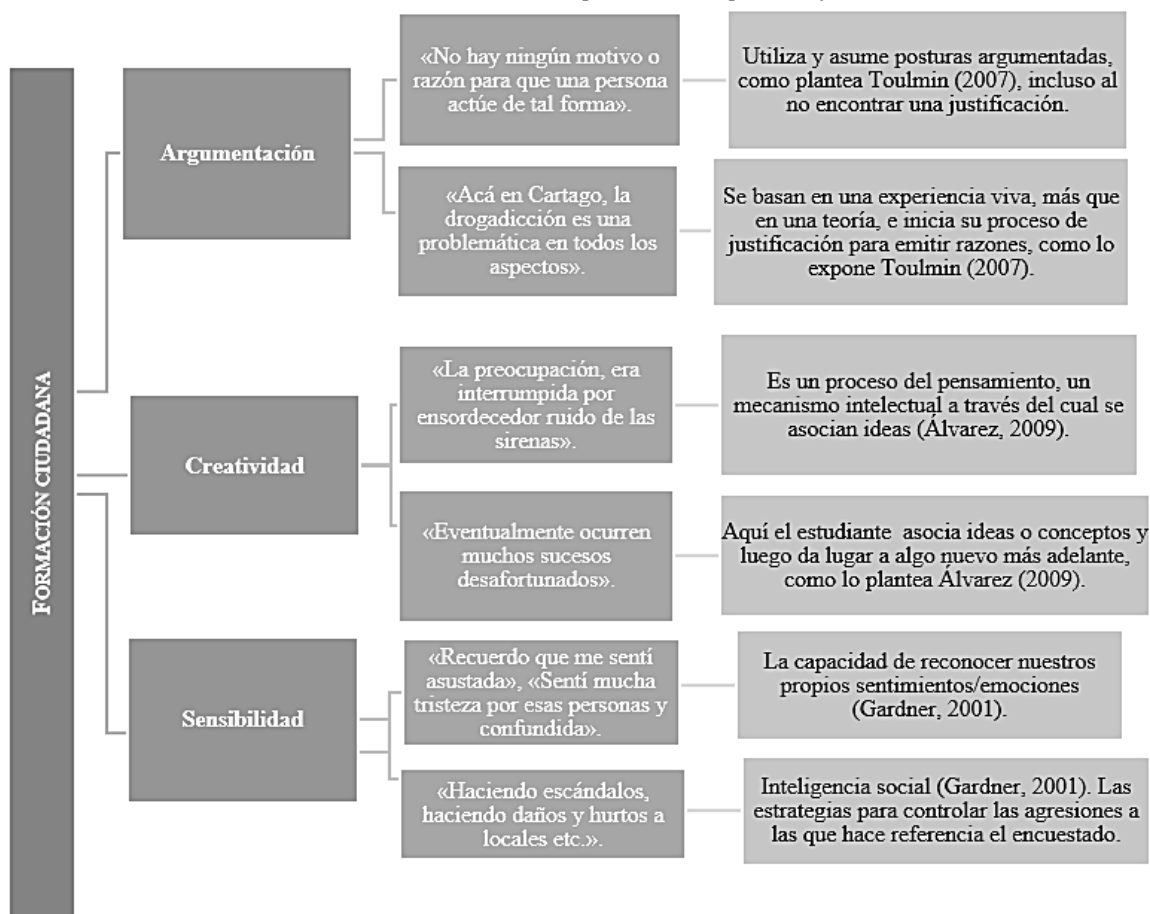 FORMACIÓN CIUDADANA
Argumentación
«No hay ningún motivo o
razón para que una persona
actúe de tal forma».
Utiliza y asume posturas argumentadas,
como plantea Toulmin (2007), incluso al
no encontrar una justificación.
«Acá en Cartago, la
drogadicción es una
problemática en todos los
aspectos».
Se basan en una experiencia viva, más que
en una teoría, e inicia su proceso de
justificación para emitir razones, como lo
expone Toulmin (2007).
Creatividad
«La preocupación, era
interrumpida por
ensordecedor ruido de las
sirenas».
Es un proceso del pensamiento, un
mecanismo intelectual a través del cual se
asocian ideas (Álvarez, 2009).
«Eventualmente ocurren
muchos sucesos
desafortunados».
Aquí el estudiante asocia ideas o conceptos y
luego da lugar a algo nuevo más adelante,
como lo plantea Álvarez (2009).
Sensibilidad
«Recuerdo que me sentí
asustada», «Sentí mucha
tristeza por esas personas y
confundida».
La capacidad de reconocer nuestros
propios sentimientos/emociones
(Gardner, 2001).
«Haciendo escándalos,
haciendo daños y hurtos a
locales etc.».
Inteligencia social (Gardner, 2001). Las
estrategias para controlar las agresiones a
las que hace referencia el encuestado.